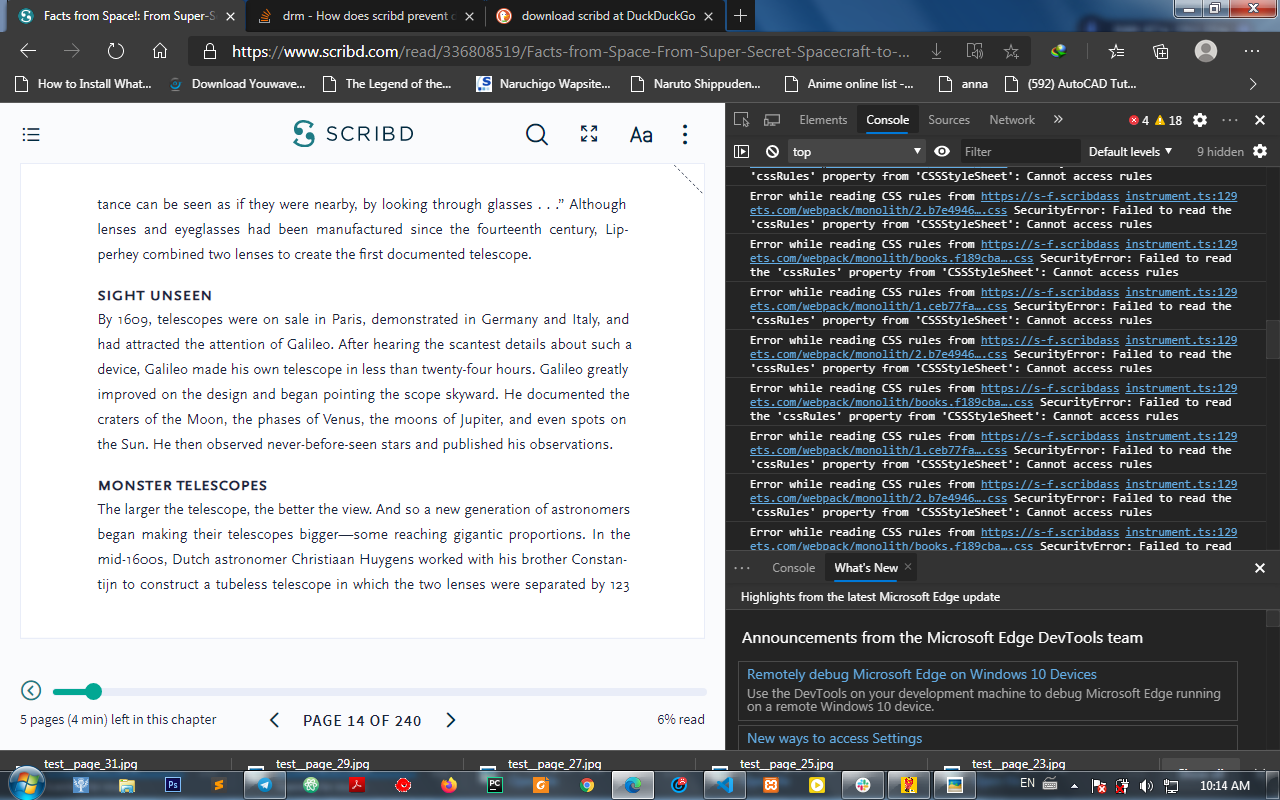 Facts from Space!: From Super-S
drm - How does scribd prevent c
download scribd at DuckDuckGo
https://www.scribd.com/read/336808519/Facts-from-Space-From-Super-Secret-Spacecraft-to-...
How to Install What... Download Youwave... The Legend of the... Naruchigo Wapsite... Naruto Shippuden... Anime online list -... anna (592) AutoCAD Tut...
SCRIBD
Aa
tance can be seen as if they were nearby, by looking through glasses . . .” Although
lenses and eyeglasses had been manufactured since the fourteenth century, Lip-
perhey combined two lenses to create the first documented telescope.
SIGHT UNSEEN
By 1609, telescopes were on sale in Paris, demonstrated in Germany and Italy, and
had attracted the attention of Galileo. After hearing the scantest details about such a
device, Galileo made his own telescope in less than twenty-four hours. Galileo greatly
improved on the design and began pointing the scope skyward. He documented the
craters of the Moon, the phases of Venus, the moons of Jupiter, and even spots on
the Sun. He then observed never-before-seen stars and published his observations.
MONSTER TELESCOPES
The larger the telescope, the better the view. And so a new generation of astronomers
began making their telescopes bigger—some reaching gigantic proportions. In the
mid-1600s, Dutch astronomer Christiaan Huygens worked with his brother Constan-
tijn to construct a tubeless telescope in which the two lenses were separated by 123
5 pages (4 min) left in this chapter
PAGE 14 OF 240
6% read
Elements Console Sources Network 4 18
top Filter Default levels 9 hidden
'cssRules' property from 'CSSStyleSheet': Cannot access rules
Error while reading CSS rules from https://s-f.scribdass instrument.ts:129
ets.com/webpack/monolith/2.b7e4946….css SecurityError: Failed to read the
'cssRules' property from 'CSSStyleSheet': Cannot access rules
Error while reading CSS rules from https://s-f.scribdass instrument.ts:129
ets.com/webpack/monolith/books.f189cba….css SecurityError: Failed to read
the 'cssRules' property from 'CSSStyleSheet': Cannot access rules
Error while reading CSS rules from https://s-f.scribdass instrument.ts:129
ets.com/webpack/monolith/1.ceb77fa….css SecurityError: Failed to read the
'cssRules' property from 'CSSStyleSheet': Cannot access rules
Error while reading CSS rules from https://s-f.scribdass instrument.ts:129
ets.com/webpack/monolith/2.b7e4946….css SecurityError: Failed to read the
'cssRules' property from 'CSSStyleSheet': Cannot access rules
Error while reading CSS rules from https://s-f.scribdass instrument.ts:129
ets.com/webpack/monolith/books.f189cba….css SecurityError: Failed to read
the 'cssRules' property from 'CSSStyleSheet': Cannot access rules
Error while reading CSS rules from https://s-f.scribdass instrument.ts:129
ets.com/webpack/monolith/1.ceb77fa….css SecurityError: Failed to read the
'cssRules' property from 'CSSStyleSheet': Cannot access rules
Error while reading CSS rules from https://s-f.scribdass instrument.ts:129
ets.com/webpack/monolith/2.b7e4946….css SecurityError: Failed to read the
'cssRules' property from 'CSSStyleSheet': Cannot access rules
Error while reading CSS rules from https://s-f.scribdass instrument.ts:129
ets.com/webpack/monolith/books.f189cba….css SecurityError: Failed to read
Console What's New
Highlights from the latest Microsoft Edge update
Announcements from the Microsoft Edge DevTools team
Remotely debug Microsoft Edge on Windows 10 Devices
Use the DevTools on your development machine to debug Microsoft Edge running
on a remote Windows 10 device.
New ways to access Settings
test__page_31.jpg test__page_29.jpg test__page_27.jpg test__page_25.jpg test__page_23.jpg
EN 10:14 AM